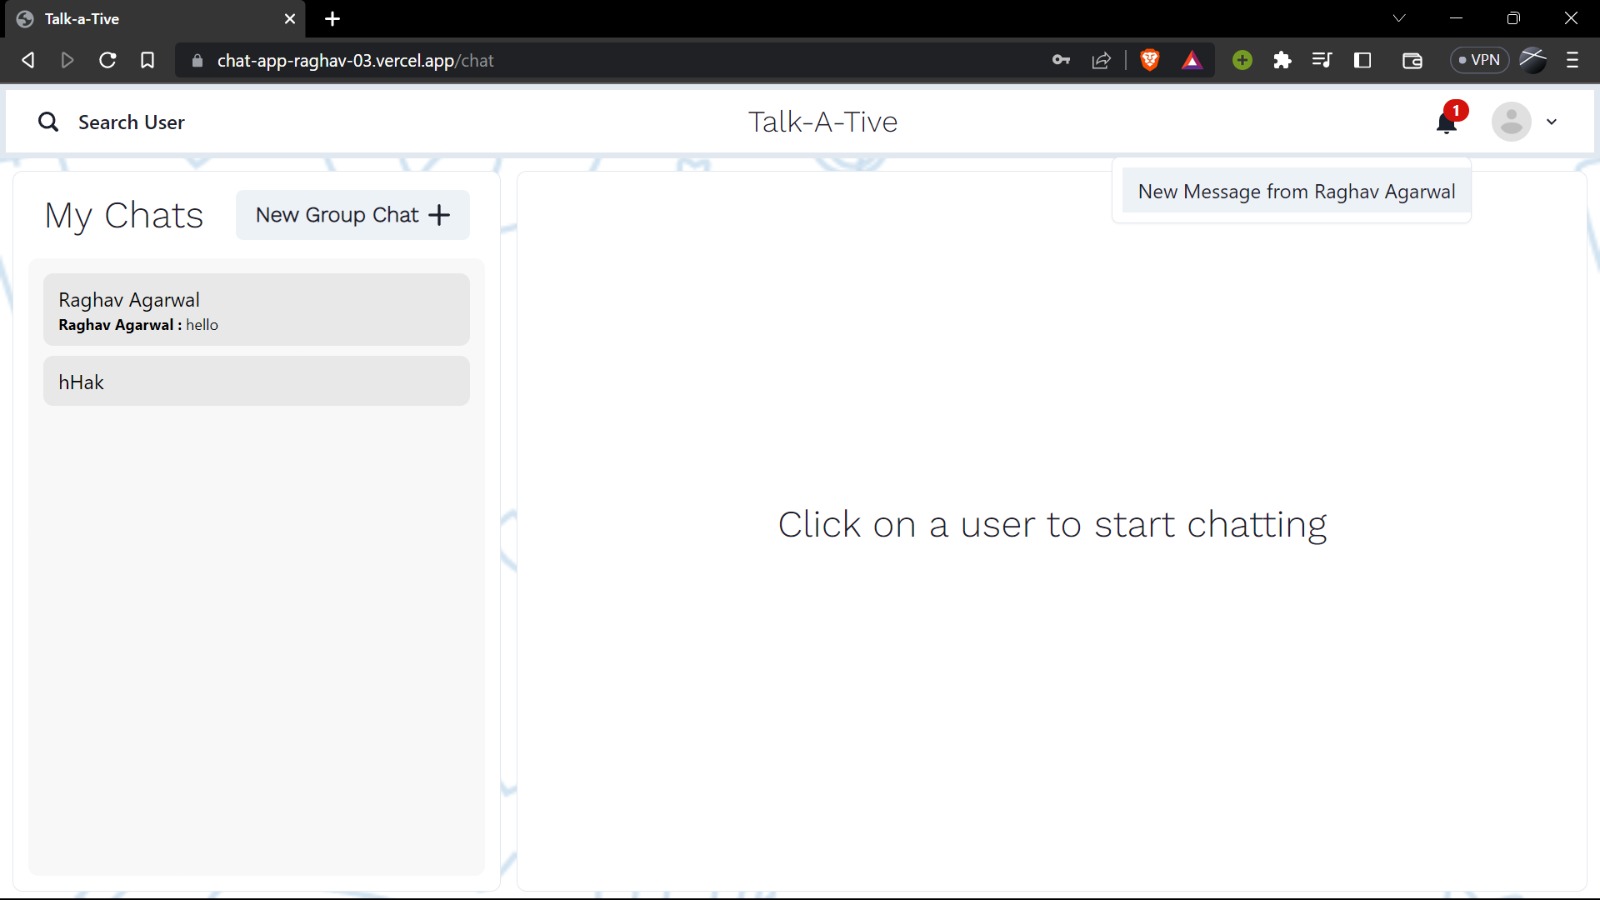 Talk-a-Tive
chat-app-raghav-03.vercel.app/chat
VPN
Search User
Talk-A-Tive
1
New Message from Raghav Agarwal
My Chats
New Group Chat
Raghav Agarwal
Raghav Agarwal : hello
hHak
Click on a user to start chatting